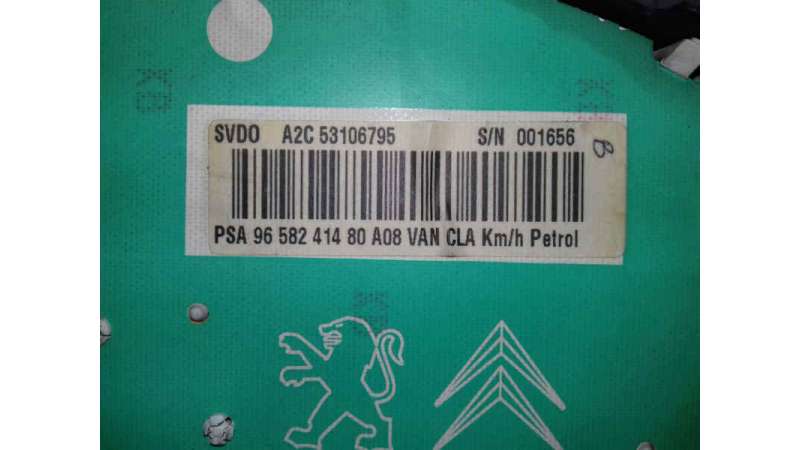 SVDO A2C 53106795 S/N 001656
B
PSA 96 582 414 80 A08 VAN CLA Km/h Petrol